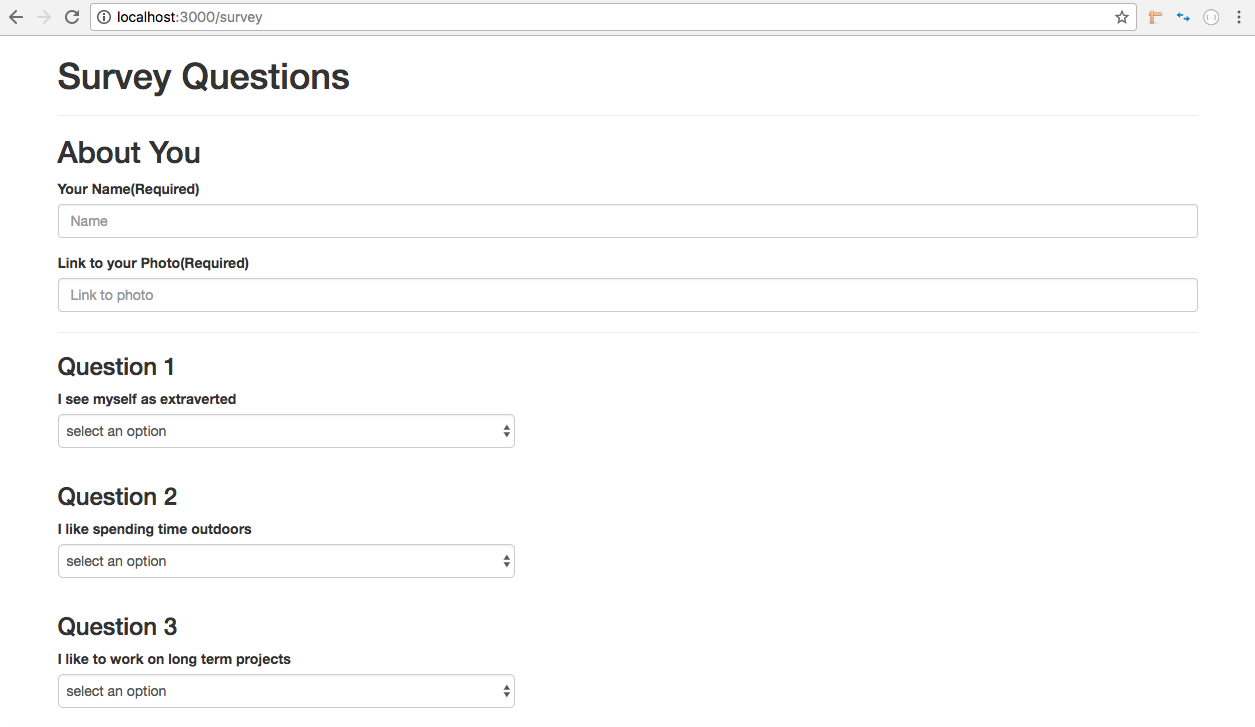 localhost:3000/survey
Survey Questions
About You
Your Name(Required)
Name
Link to your Photo(Required)
Link to photo
Question 1
I see myself as extraverted
select an option
Question 2
I like spending time outdoors
select an option
Question 3
I like to work on long term projects
select an option